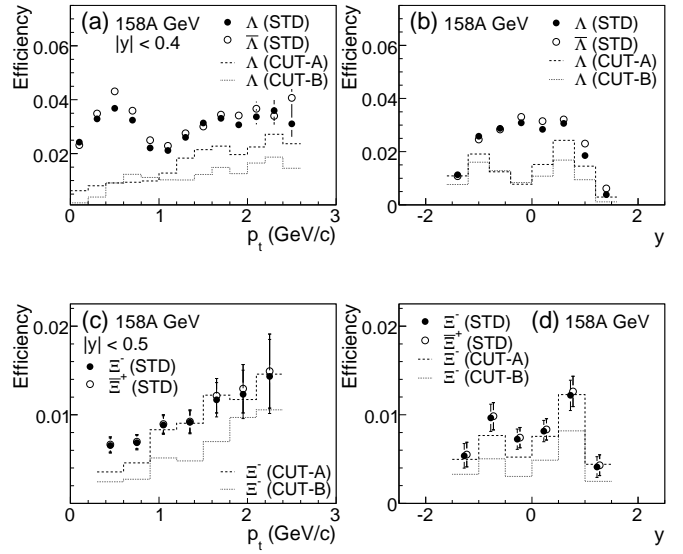 (a) 158A GeV
|y| < 0.4
Λ (STD)
Λ̅ (STD)
Λ (CUT-A)
Λ (CUT-B)
Efficiency
0.06
0.04
0.02
0 1 2 3
p_t (GeV/c)
(b) 158A GeV
Λ (STD)
Λ̅ (STD)
Λ (CUT-A)
Λ (CUT-B)
Efficiency
0.06
0.04
0.02
-2 0 2
y
(c) 158A GeV
|y| < 0.5
Ξ⁻ (STD)
Ξ̅⁺ (STD)
Ξ⁻ (CUT-A)
Ξ⁻ (CUT-B)
Efficiency
0.02
0.01
0 1 2 3
p_t (GeV/c)
Ξ⁻ (STD) (d) 158A GeV
Ξ̅⁺ (STD)
Ξ⁻ (CUT-A)
Ξ⁻ (CUT-B)
Efficiency
0.02
0.01
-2 0 2
y